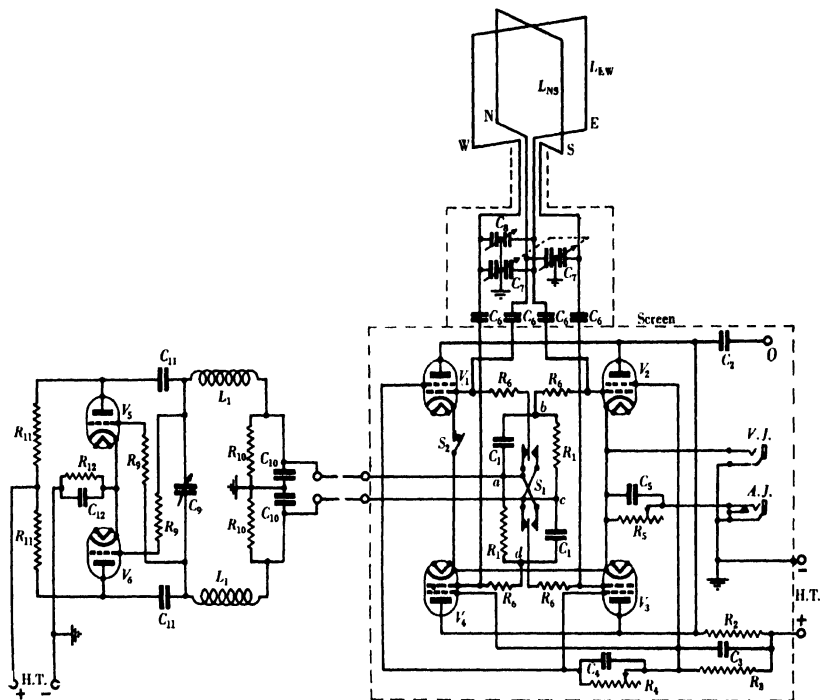 L_EW
L_NS
N
E
W
S
C_8
C_7
C_7
C_6
C_6
C_6
C_6
Screen
C_11
V_1
R_6
R_6
V_2
C_2
O
L_1
b
V_5
S_2
V.J.
R_11
R_9
R_10
C_10
C_1
R_1
R_12
a
S_1
C_5
A.J.
C_9
c
C_12
R_9
C_10
R_5
R_11
R_10
R_1
C_1
V_6
L_1
d
-
R_6
R_6
H.T.
C_11
V_4
V_3
R_2
+
C_3
C_4
H.T.
R_4
R_3
+ -